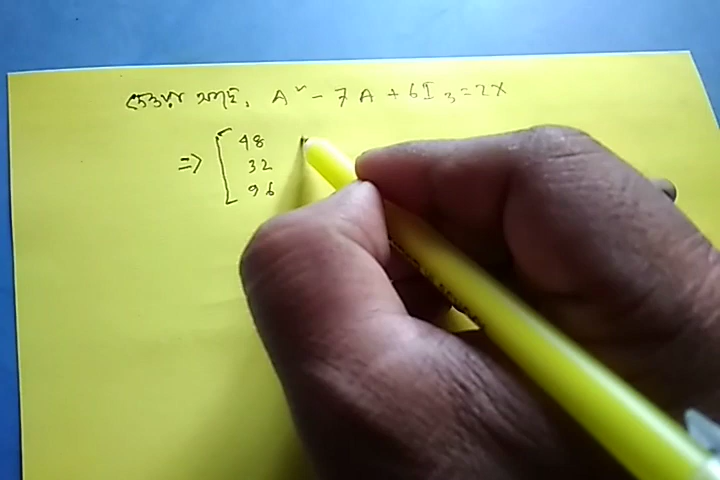 দেওয়া আছে, A² - 7A + 6I₃ = 2X
=> [ 48
32
96